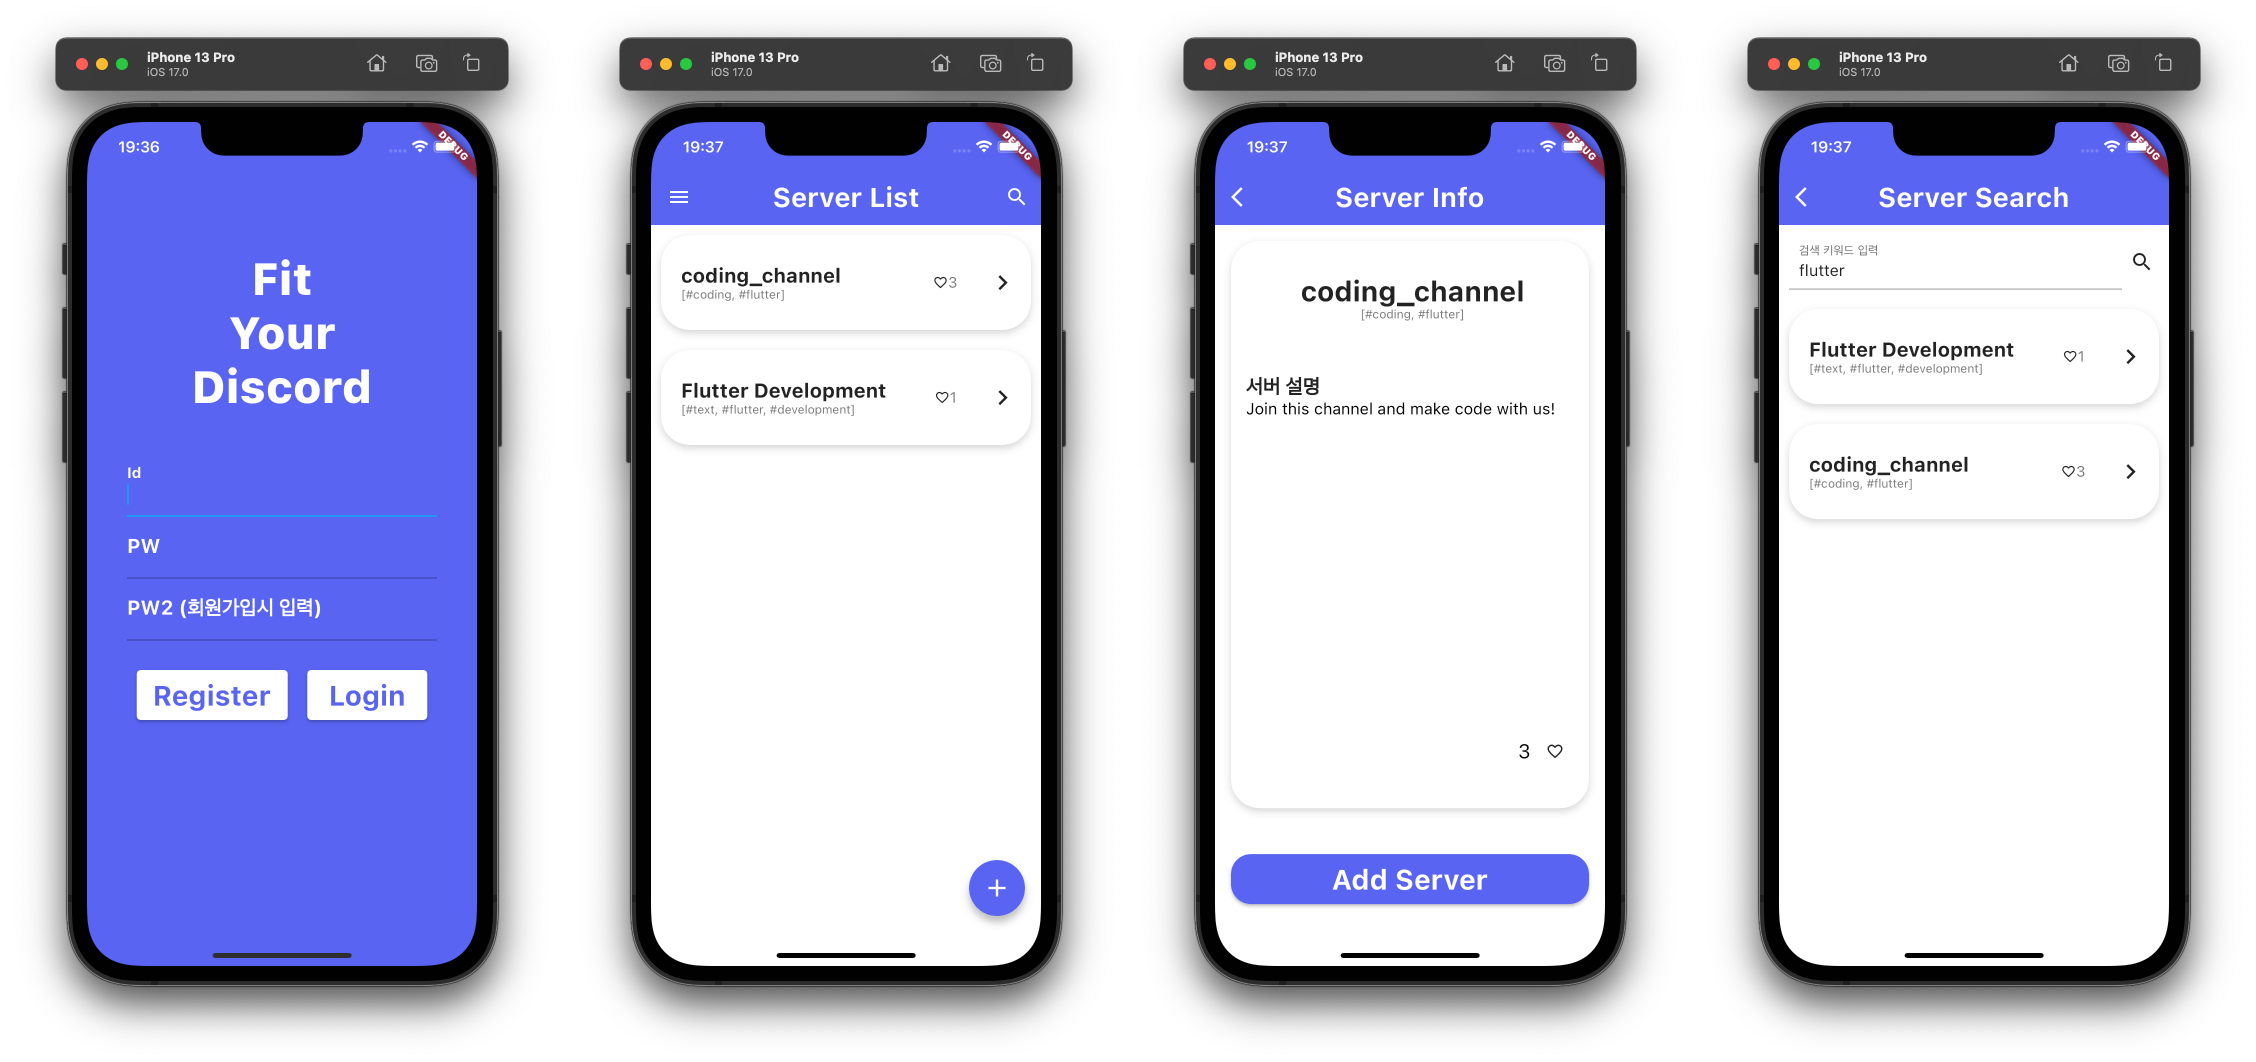 iPhone 13 Pro
iOS 17.0
19:36
DEBUG
Fit
Your
Discord
Id
PW
PW2 (회원가입시 입력)
Register
Login
iPhone 13 Pro
iOS 17.0
19:37
DEBUG
Server List
coding_channel
[#coding, #flutter]
3
Flutter Development
[#text, #flutter, #development]
1
iPhone 13 Pro
iOS 17.0
19:37
DEBUG
Server Info
coding_channel
[#coding, #flutter]
서버 설명
Join this channel and make code with us!
3
Add Server
iPhone 13 Pro
iOS 17.0
19:37
DEBUG
Server Search
검색 키워드 입력
flutter
Flutter Development
[#text, #flutter, #development]
1
coding_channel
[#coding, #flutter]
3